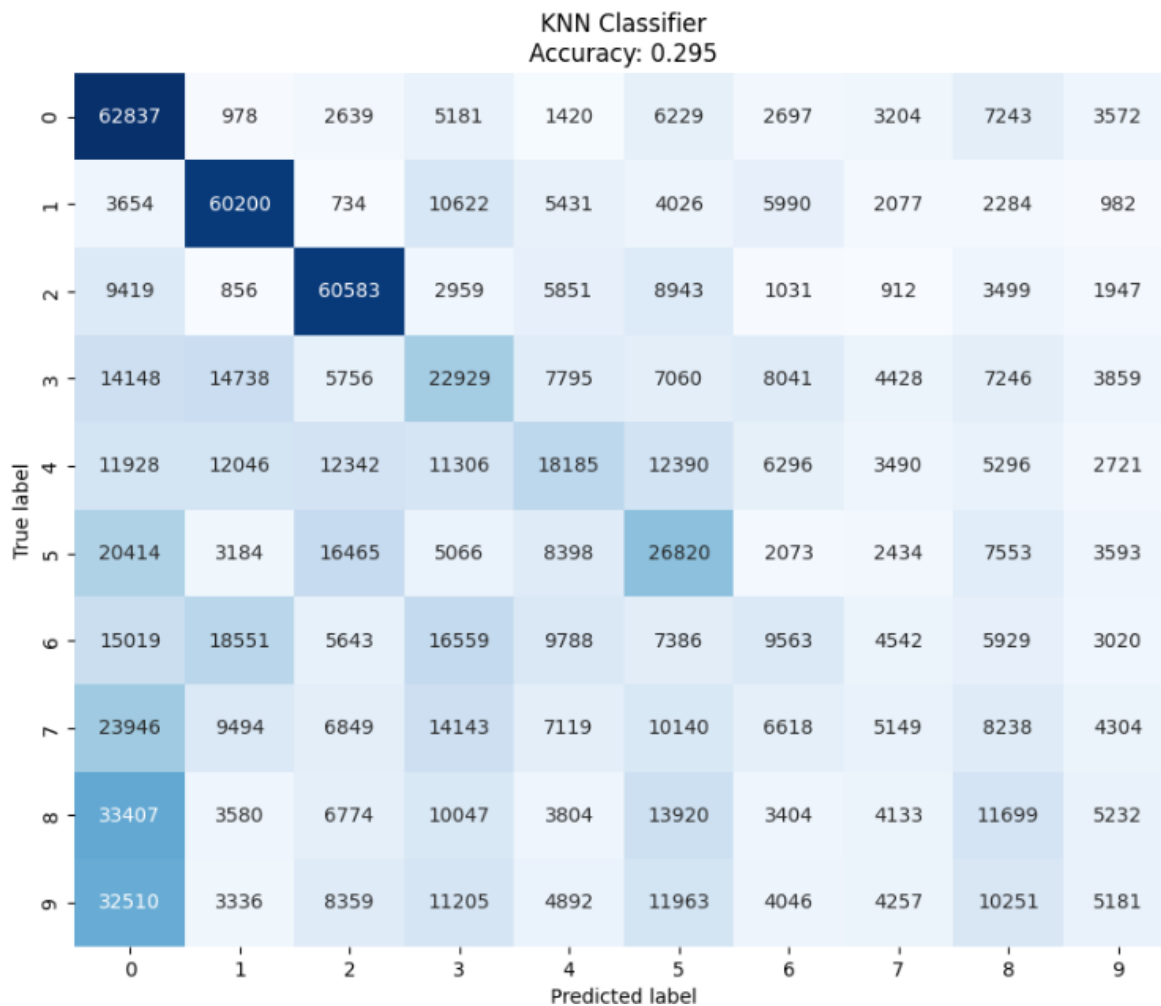 KNN Classifier
Accuracy: 0.295
True label
0 62837 978 2639 5181 1420 6229 2697 3204 7243 3572
1 3654 60200 734 10622 5431 4026 5990 2077 2284 982
2 9419 856 60583 2959 5851 8943 1031 912 3499 1947
3 14148 14738 5756 22929 7795 7060 8041 4428 7246 3859
4 11928 12046 12342 11306 18185 12390 6296 3490 5296 2721
5 20414 3184 16465 5066 8398 26820 2073 2434 7553 3593
6 15019 18551 5643 16559 9788 7386 9563 4542 5929 3020
7 23946 9494 6849 14143 7119 10140 6618 5149 8238 4304
8 33407 3580 6774 10047 3804 13920 3404 4133 11699 5232
9 32510 3336 8359 11205 4892 11963 4046 4257 10251 5181
0 1 2 3 4 5 6 7 8 9
Predicted label